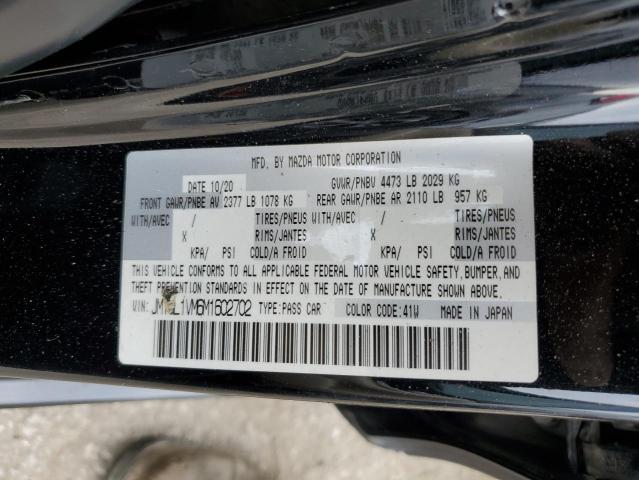 MFD. BY MAZDA MOTOR CORPORATION
DATE 10/20 GVWR/PNBV 4473 LB 2029 KG
FRONT GAWR/PNBE AV 2377 LB 1078 KG REAR GAWR/PNBE AR 2110 LB 957 KG
WITH/AVEC / TIRES/PNEUS WITH/AVEC / TIRES/PNEUS
X RIMS/JANTES X RIMS/JANTES
KPA/ PSI COLD/A FROID KPA/ PSI COLD/A FROID
THIS VEHICLE CONFORMS TO ALL APPLICABLE FEDERAL MOTOR VEHICLE SAFETY, BUMPER, AND
THEFT PREVENTION STANDARDS IN EFFECT ON THE DATE OF MANUFACTURE SHOWN ABOVE.
VIN: TYPE: PASS CAR COLOR CODE: 41W MADE IN JAPAN